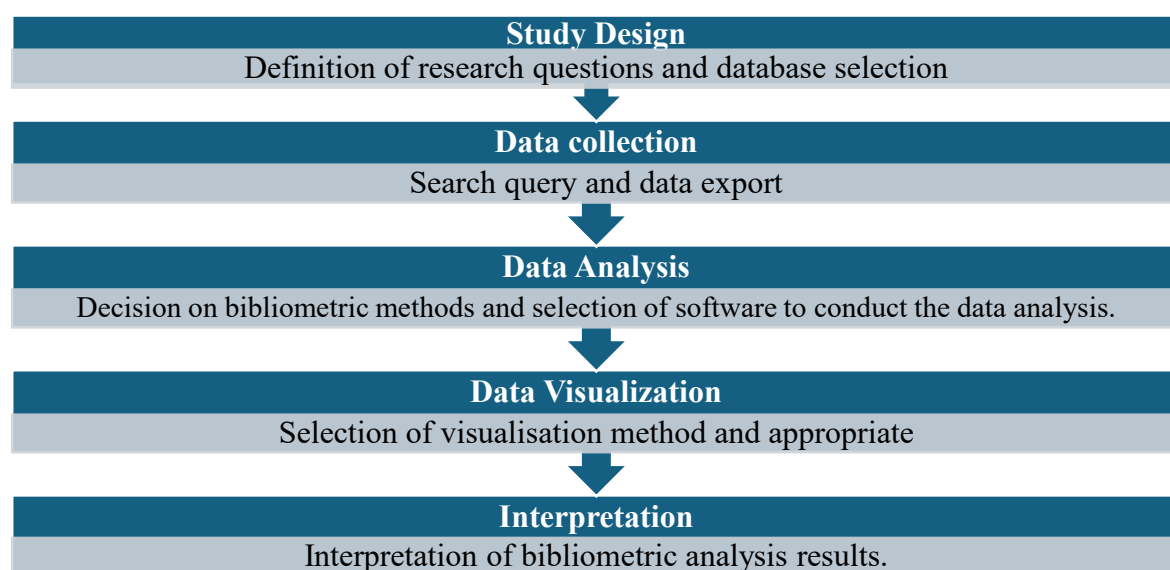 Study Design
Definition of research questions and database selection
Data collection
Search query and data export
Data Analysis
Decision on bibliometric methods and selection of software to conduct the data analysis.
Data Visualization
Selection of visualisation method and appropriate
Interpretation
Interpretation of bibliometric analysis results.